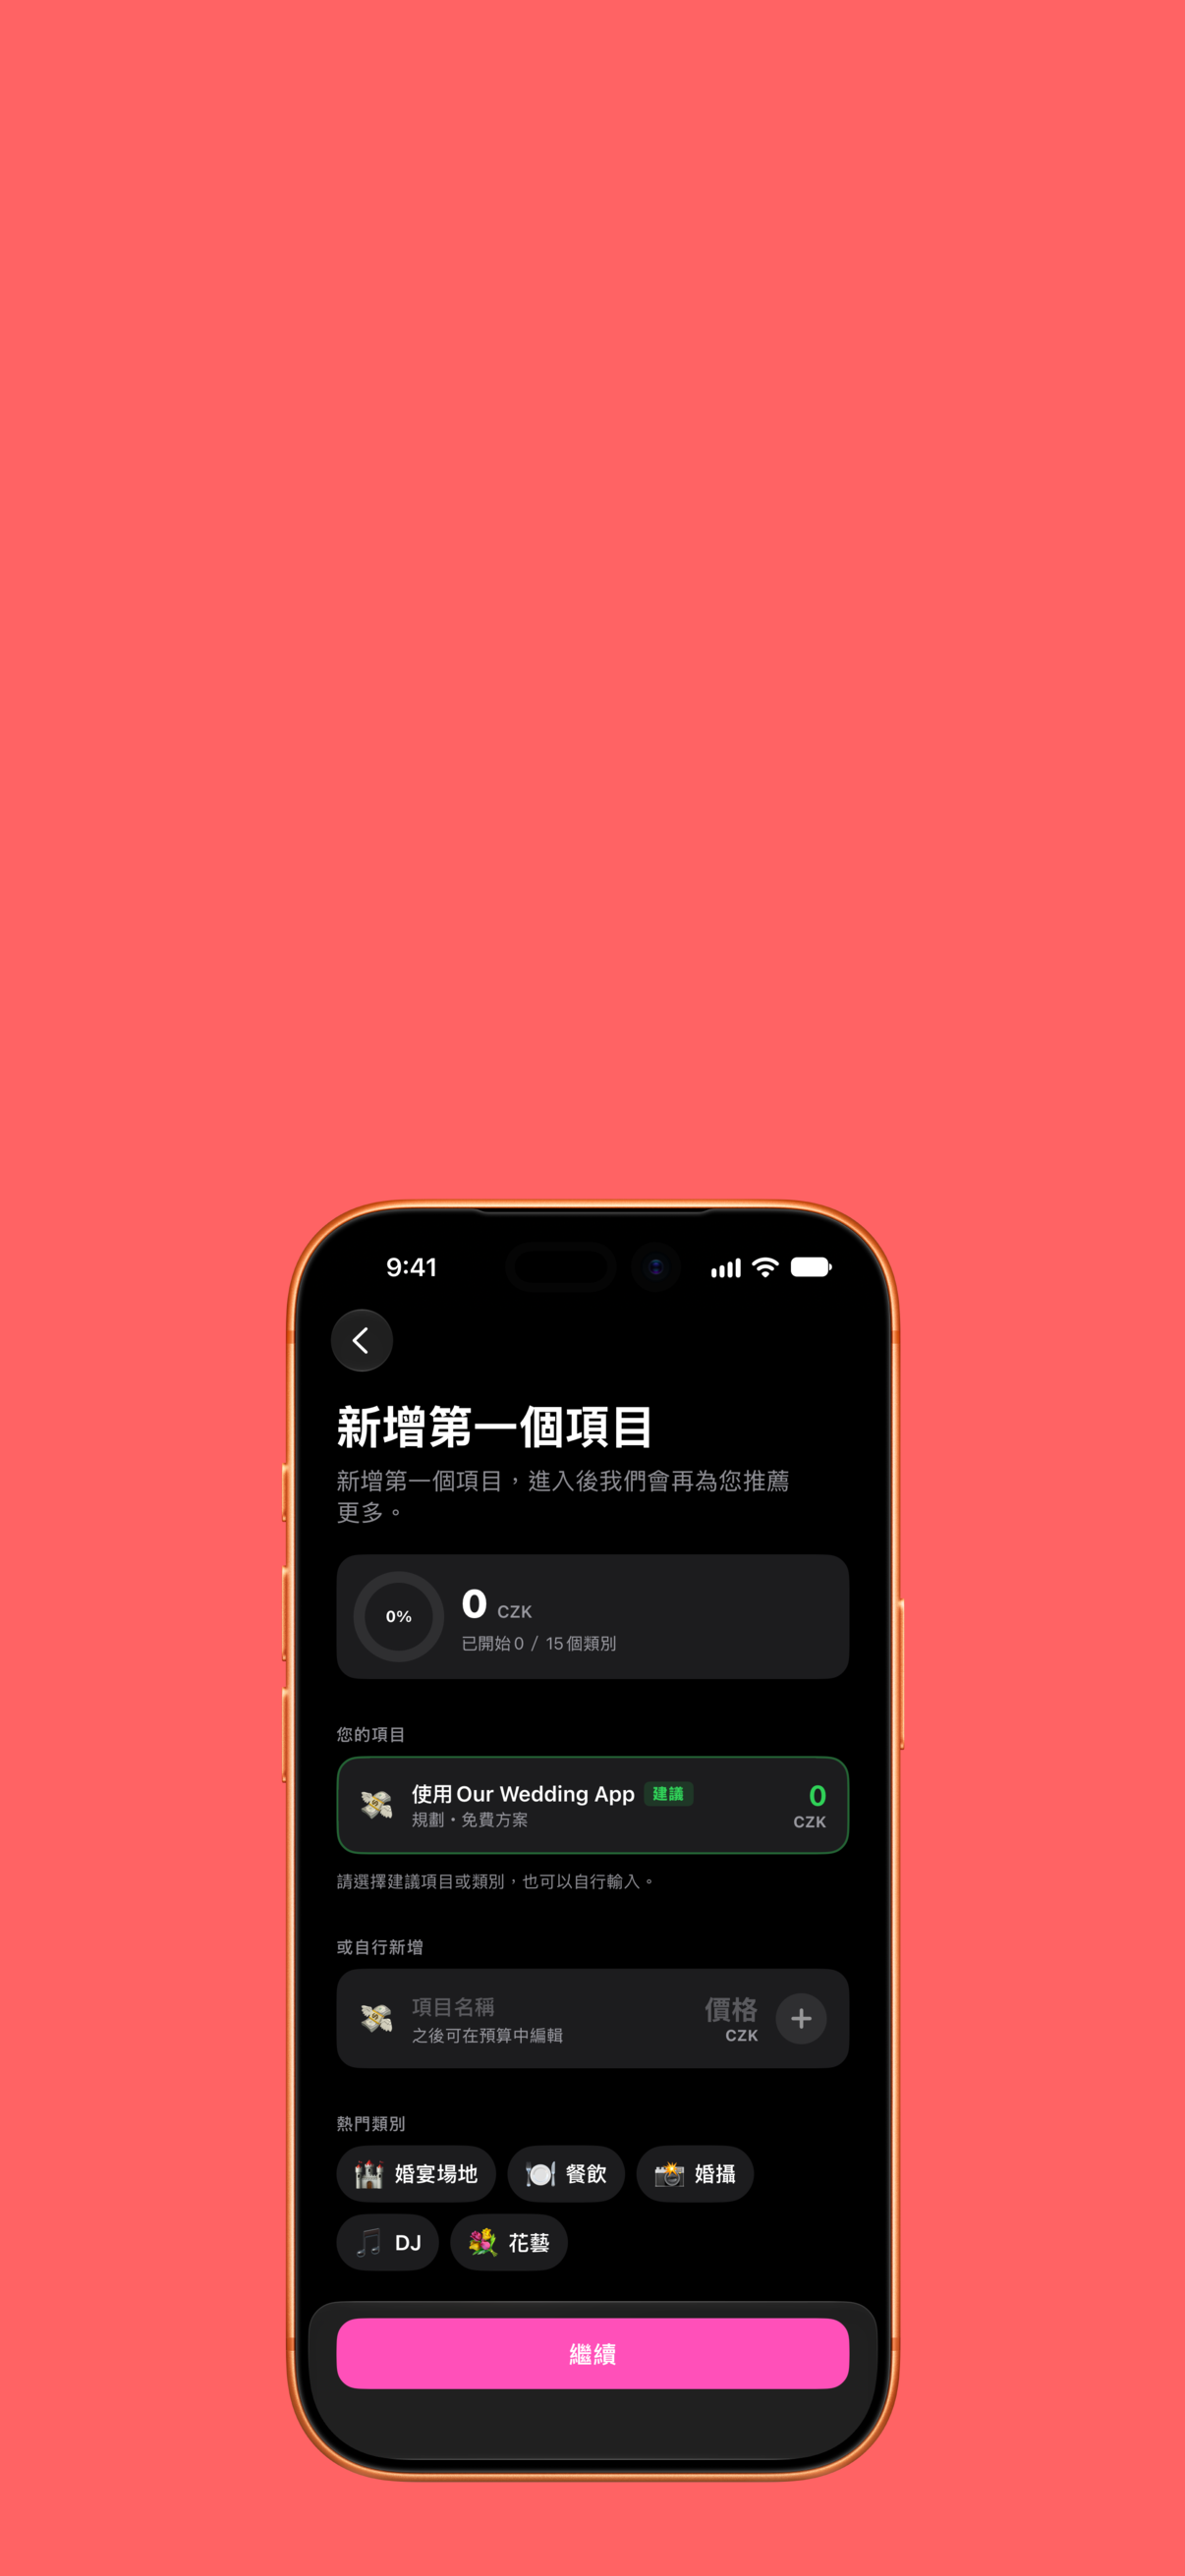 9:41
新增第一個項目
新增第一個項目，進入後我們會再為您推薦
更多。
0%
0 CZK
已開始 0 / 15 個類別
您的項目
使用 Our Wedding App 建議
0
規劃・免費方案
CZK
請選擇建議項目或類別，也可以自行輸入。
或自行新增
項目名稱
價格
之後可在預算中編輯
CZK
熱門類別
婚宴場地 餐飲 婚攝
DJ 花藝
繼續